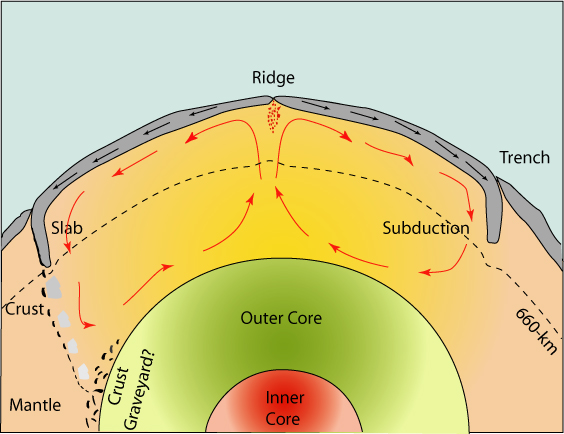 Ridge
Trench
Slab
Subduction
Crust
660-km
Outer Core
Crust
Graveyard?
Mantle
Inner
Core